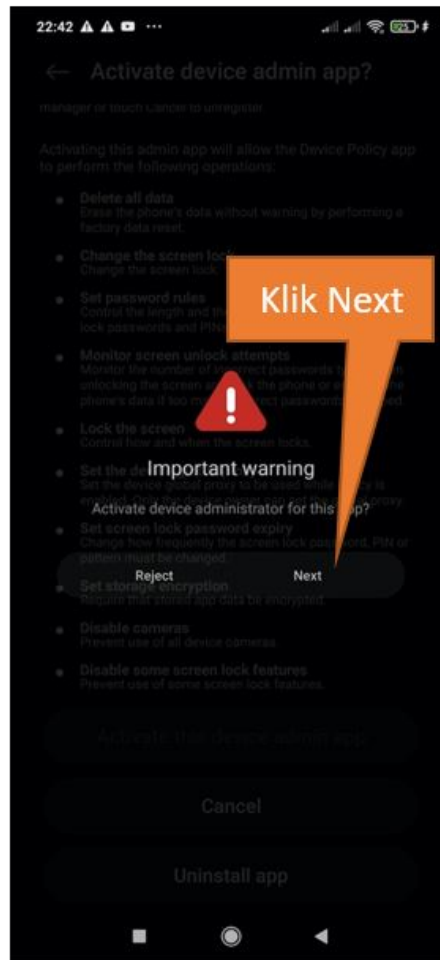 22:42
← Activate device admin app?
manager or touch Cancel to unregister.
Activating this admin app will allow the Device Policy app
to perform the following operations:
Delete all data
Erase the phone's data without warning by performing a
factory data reset.
Change the screen lock
Change the screen lock.
Klik Next
Set password rules
Control the length and the
lock passwords and PINs
Monitor screen unlock attempts
Monitor the number of incorrect passwords
unlocking the screen the phone or
phone's data if too passwords
Lock the screen
Control how and when the screen locks.
Important warning
Set the
Set the device global proxy to be used while is
enabled. Only the device owner can set the proxy.
Activate device administrator for this app?
Set screen lock password expiry
Change how frequently the screen lock password, PIN or
pattern must be changed.
Reject Next
Set storage encryption
Require that stored app data be encrypted.
Disable cameras
Prevent use of all device cameras.
Disable some screen lock features
Prevent use of some screen lock features.
Activate this device admin app
Cancel
Uninstall app